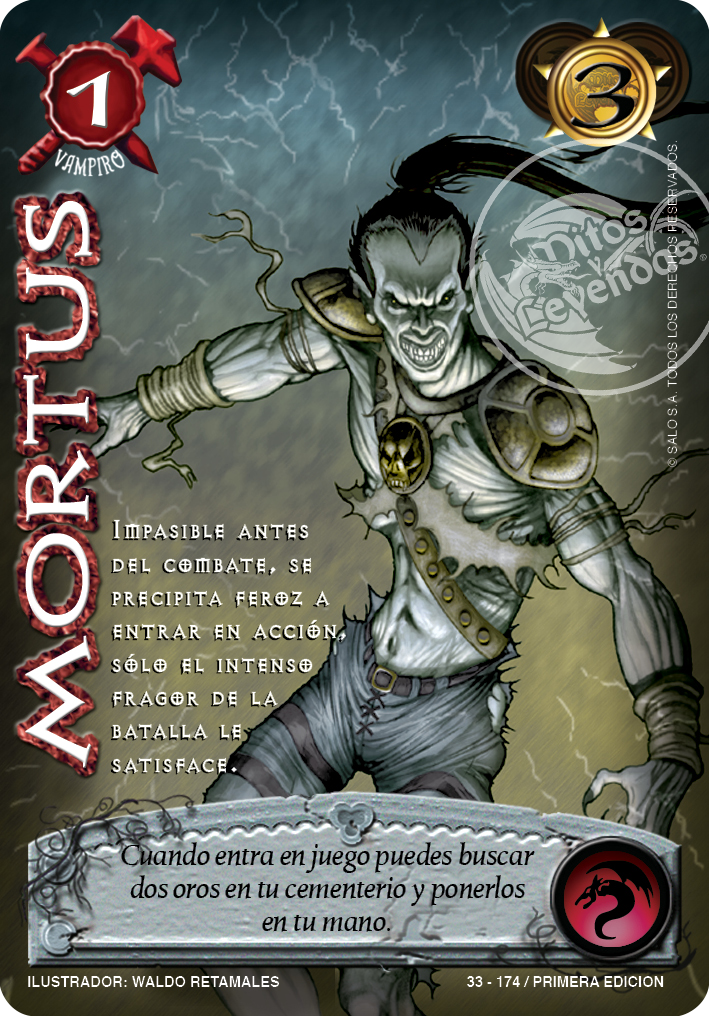 1
VAMPIRO
3
MORTUS
Mitos
y
Leyendas
®
© SALO S.A. TODOS LOS DERECHOS RESERVADOS.
IMPASIBLE ANTES
DEL COMBATE, SE
PRECIPITA FEROZ A
ENTRAR EN ACCIÓN,
SÓLO EL INTENSO
FRAGOR DE LA
BATALLA LE
SATISFACE.
Cuando entra en juego puedes buscar
dos oros en tu cementerio y ponerlos
en tu mano.
ILUSTRADOR: WALDO RETAMALES
33 - 174 / PRIMERA EDICION